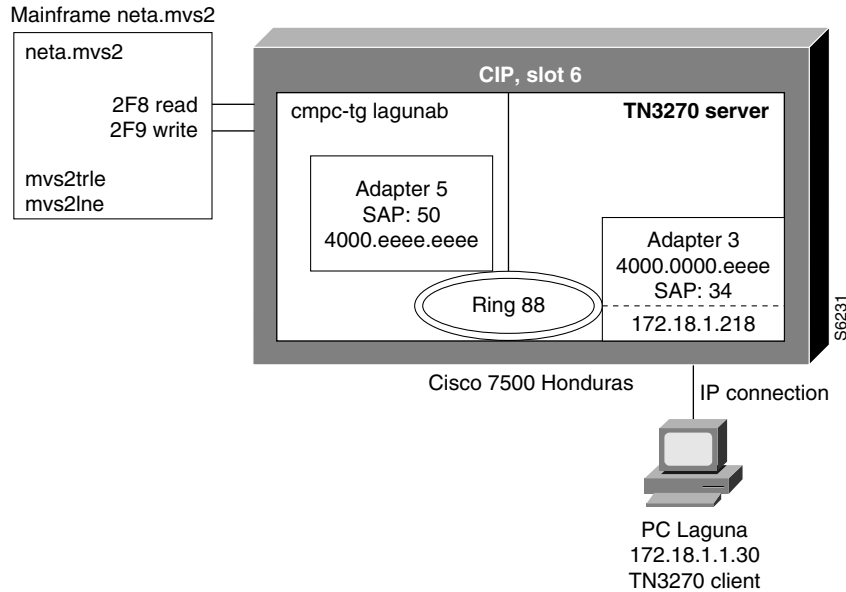 Mainframe neta.mvs2
neta.mvs2
2F8 read
2F9 write
mvs2trle
mvs2lne
CIP, slot 6
cmpc-tg lagunab
TN3270 server
Adapter 5
SAP: 50
4000.eeee.eeee
Adapter 3
4000.0000.eeee
SAP: 34
172.18.1.218
Ring 88
S6231
Cisco 7500 Honduras
IP connection
PC Laguna
172.18.1.1.30
TN3270 client